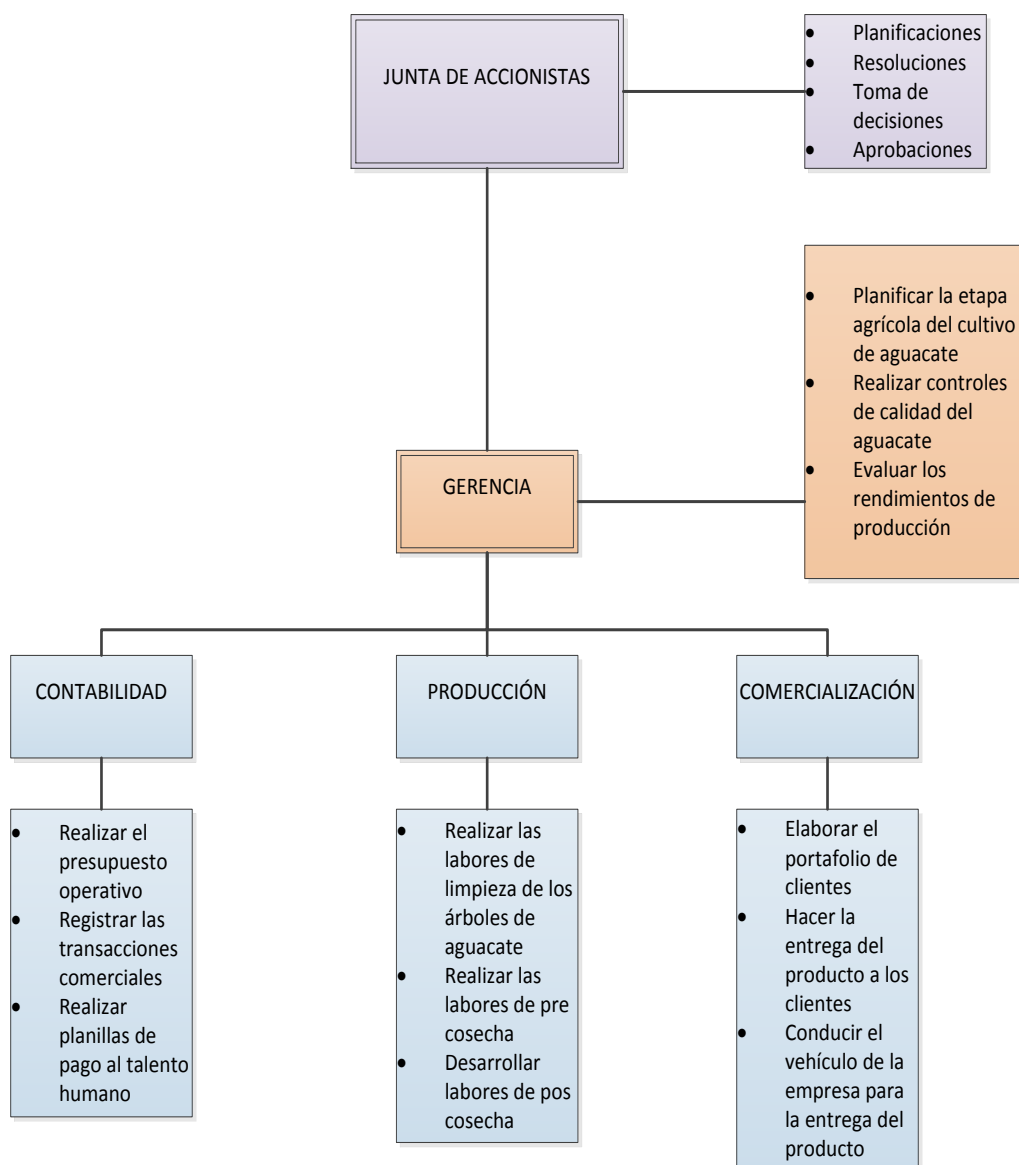 JUNTA DE ACCIONISTAS
• Planificaciones
• Resoluciones
• Toma de
decisiones
• Aprobaciones
GERENCIA
• Planificar la etapa
agrícola del cultivo
de aguacate
• Realizar controles
de calidad del
aguacate
• Evaluar los
rendimientos de
producción
CONTABILIDAD
• Realizar el
presupuesto
operativo
• Registrar las
transacciones
comerciales
• Realizar
planillas de
pago al talento
humano
PRODUCCIÓN
• Realizar las
labores de
limpieza de los
árboles de
aguacate
• Realizar las
labores de pre
cosecha
• Desarrollar
labores de pos
cosecha
COMERCIALIZACIÓN
• Elaborar el
portafolio de
clientes
• Hacer la
entrega del
producto a los
clientes
• Conducir el
vehículo de la
empresa para
la entrega del
producto